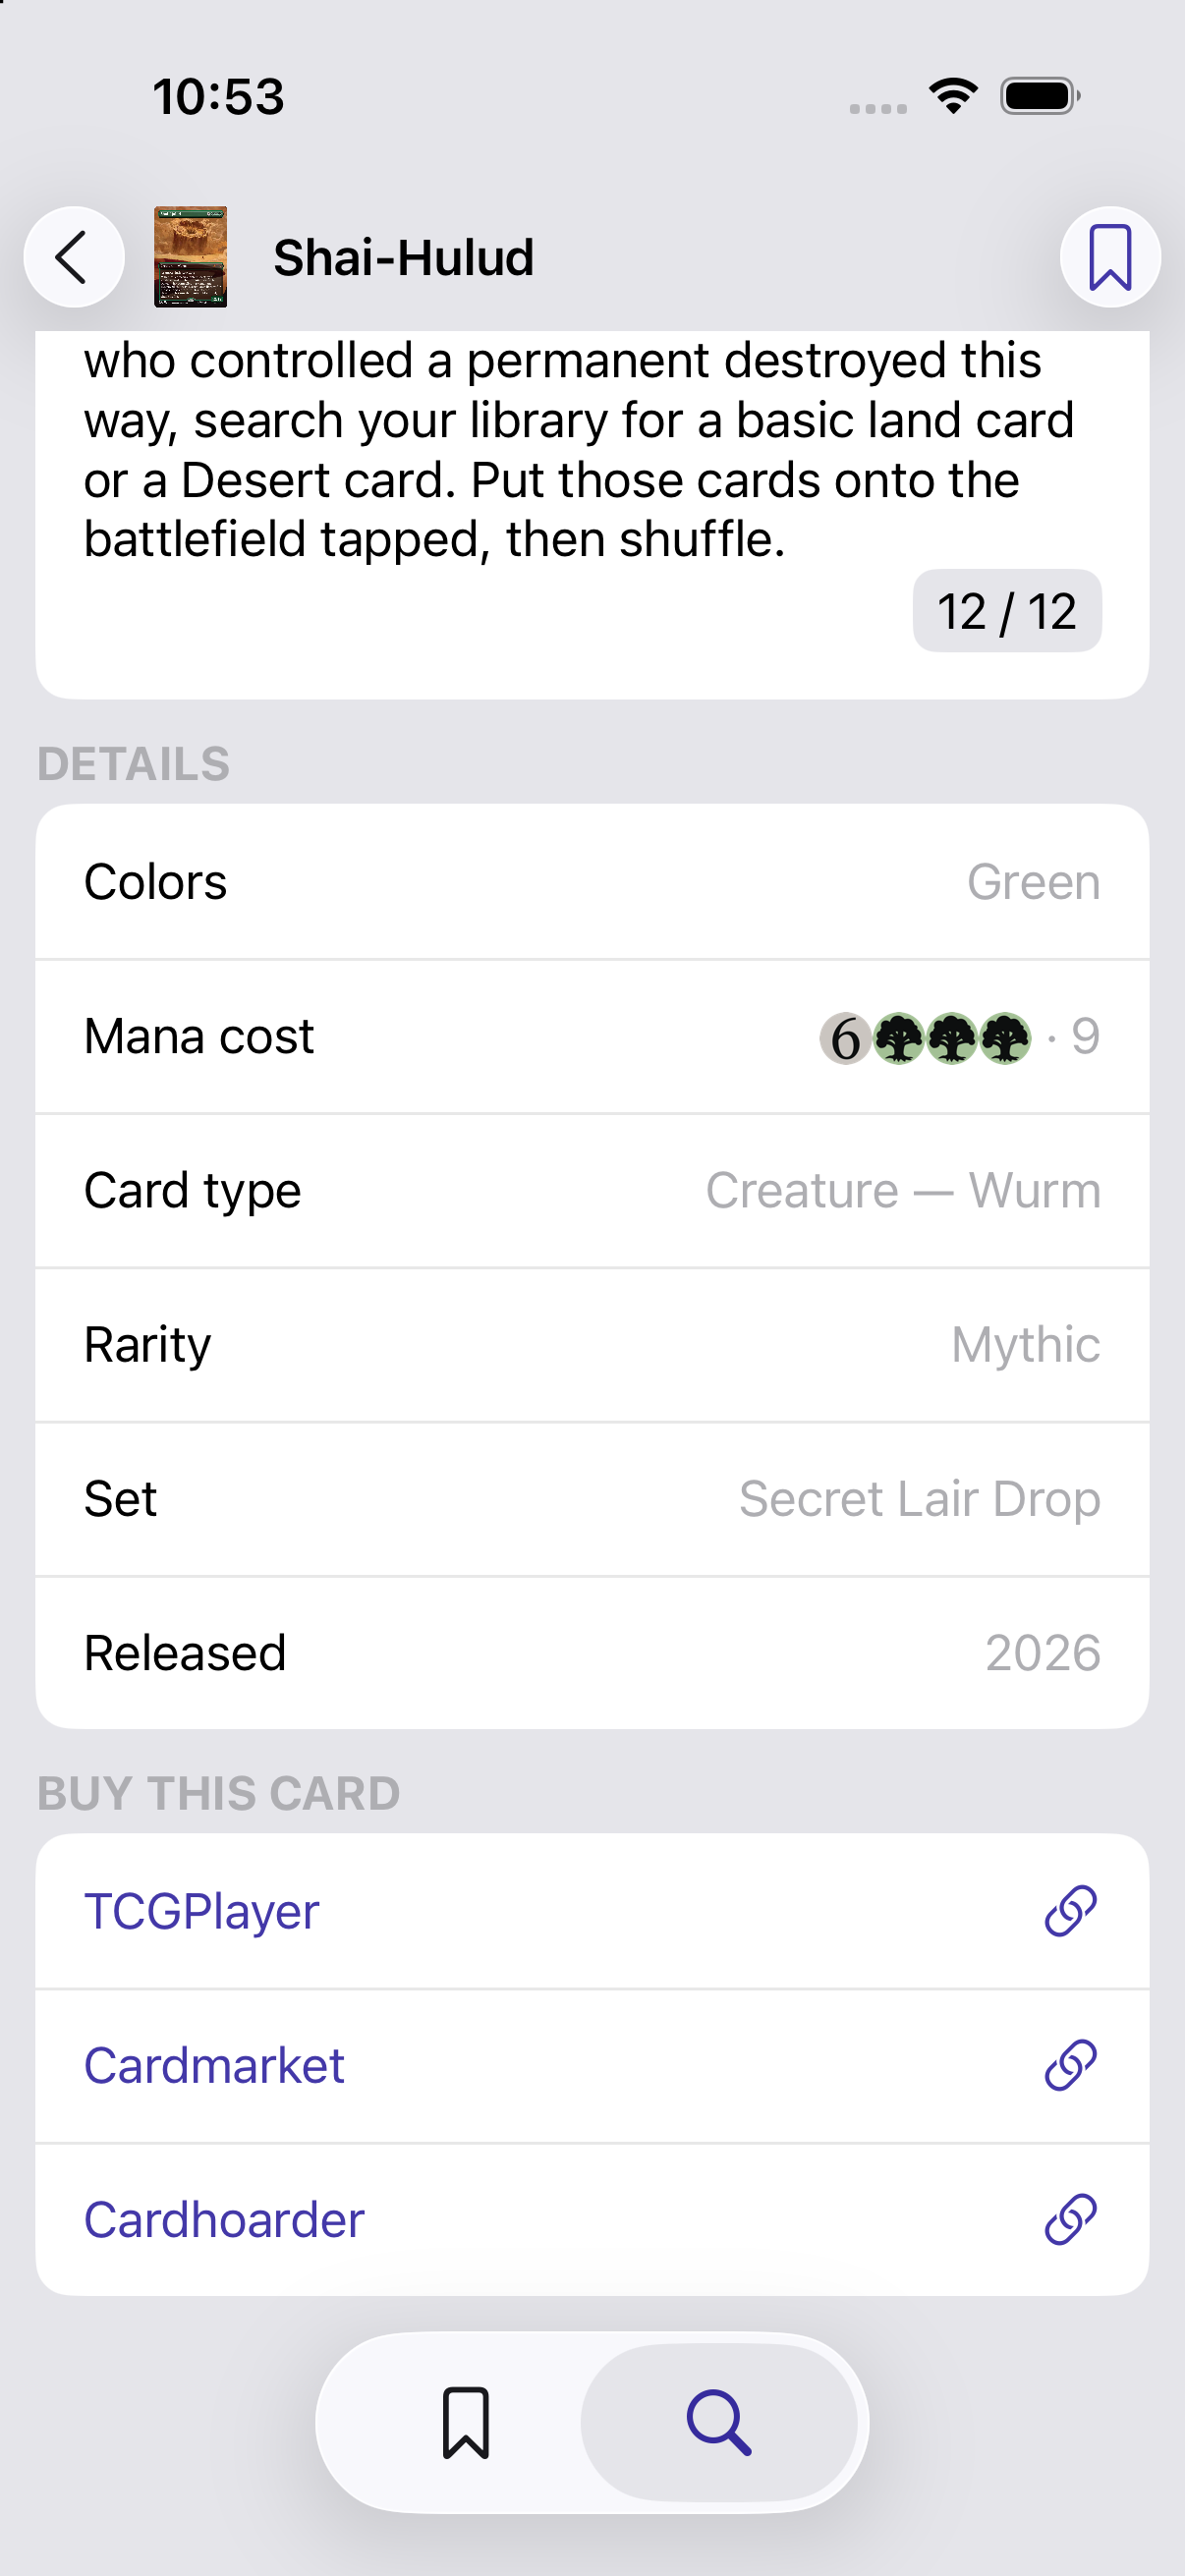 10:53
Shai-Hulud
who controlled a permanent destroyed this
way, search your library for a basic land card
or a Desert card. Put those cards onto the
battlefield tapped, then shuffle.
12 / 12
DETAILS
Colors Green
Mana cost 6 · 9
Card type Creature — Wurm
Rarity Mythic
Set Secret Lair Drop
Released 2026
BUY THIS CARD
TCGPlayer
Cardmarket
Cardhoarder